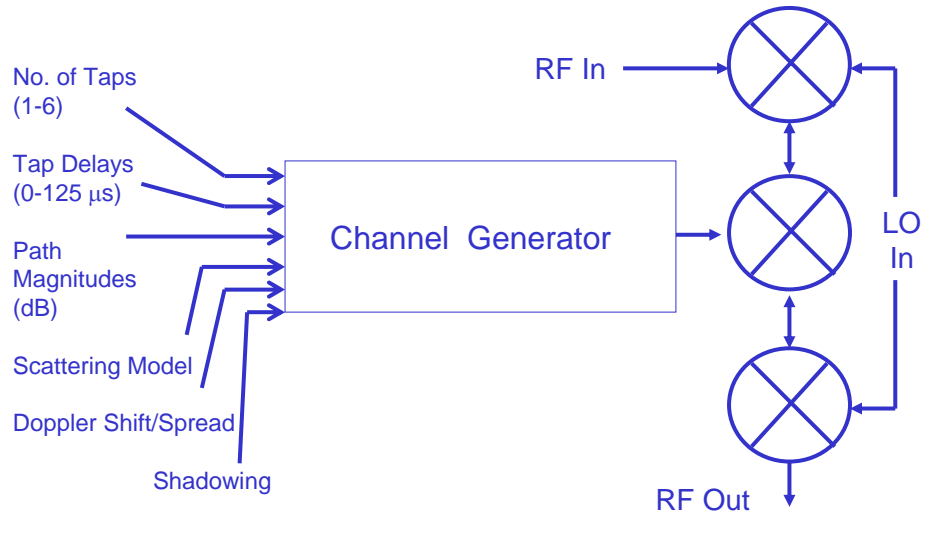 No. of Taps
(1-6)
Tap Delays
(0-125 μs)
Path
Magnitudes
(dB)
Scattering Model
Doppler Shift/Spread
Shadowing
Channel Generator
RF In
LO
In
RF Out